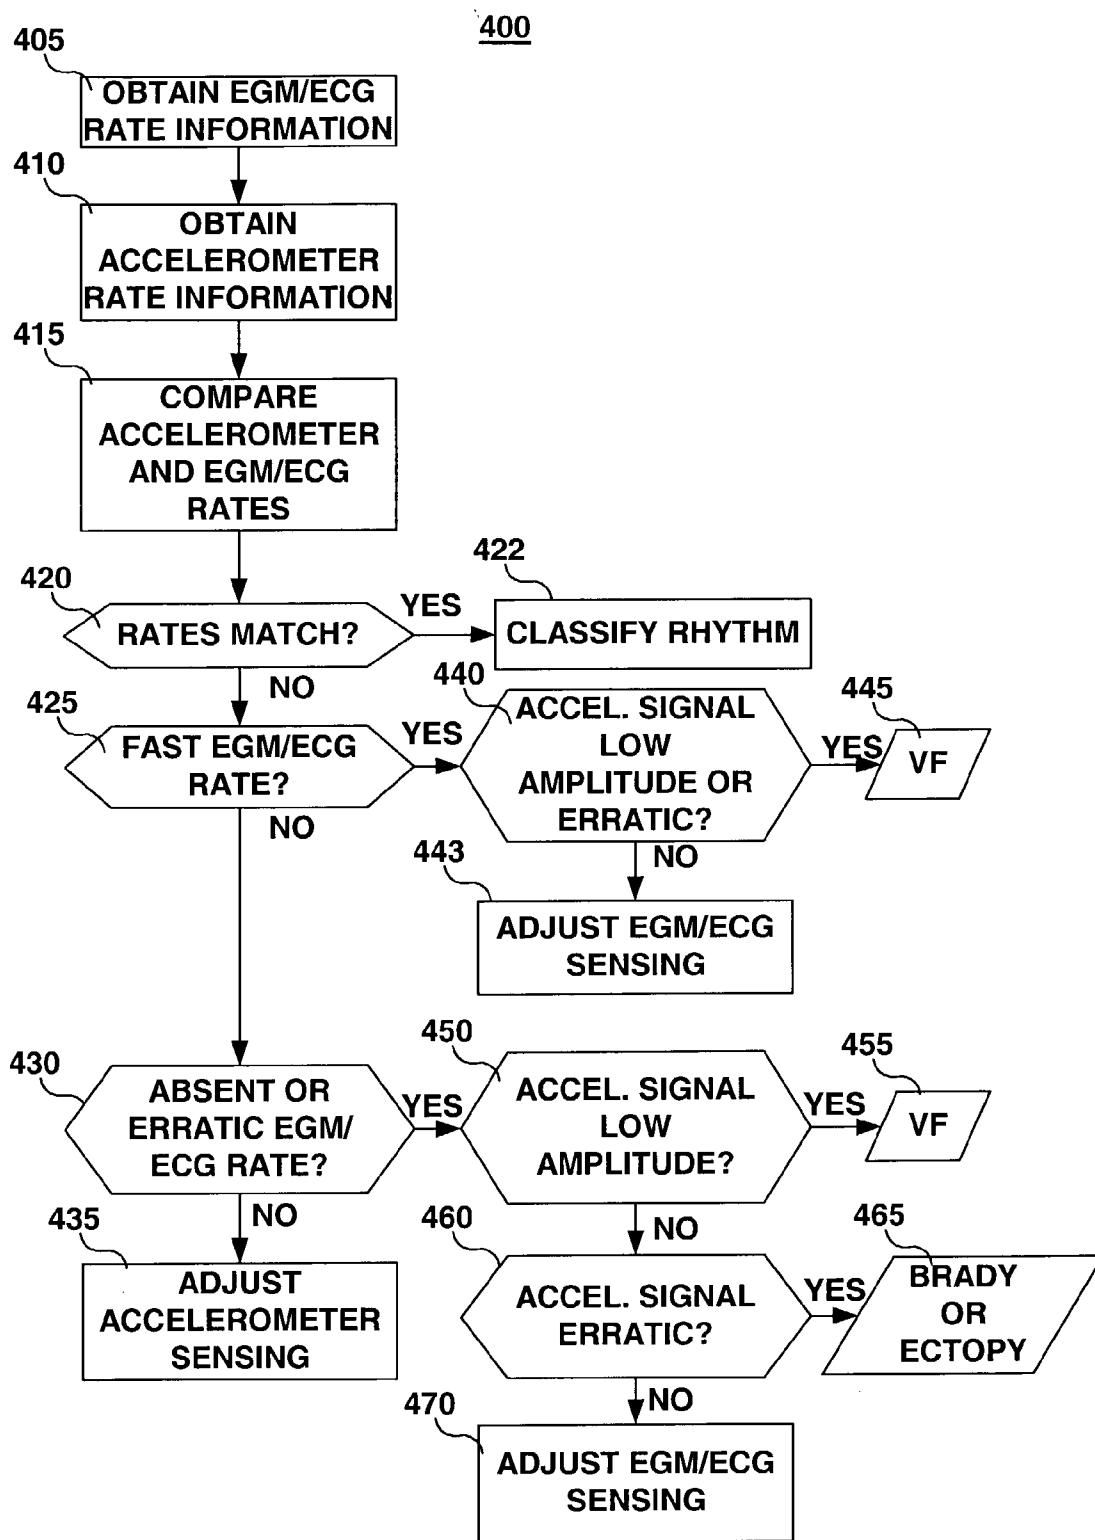 400
405
OBTAIN EGM/ECG
RATE INFORMATION
410
OBTAIN
ACCELEROMETER
RATE INFORMATION
415
COMPARE
ACCELEROMETER
AND EGM/ECG
RATES
420
RATES MATCH?
YES
422
CLASSIFY RHYTHM
NO
425
FAST EGM/ECG
RATE?
YES
440
ACCEL. SIGNAL
LOW
AMPLITUDE OR
ERRATIC?
YES
445
VF
NO
NO
443
ADJUST EGM/ECG
SENSING
430
ABSENT OR
ERRATIC EGM/
ECG RATE?
YES
450
ACCEL. SIGNAL
LOW
AMPLITUDE?
YES
455
VF
NO
435
ADJUST
ACCELEROMETER
SENSING
NO
460
ACCEL. SIGNAL
ERRATIC?
YES
465
BRADY
OR
ECTOPY
NO
470
ADJUST EGM/ECG
SENSING